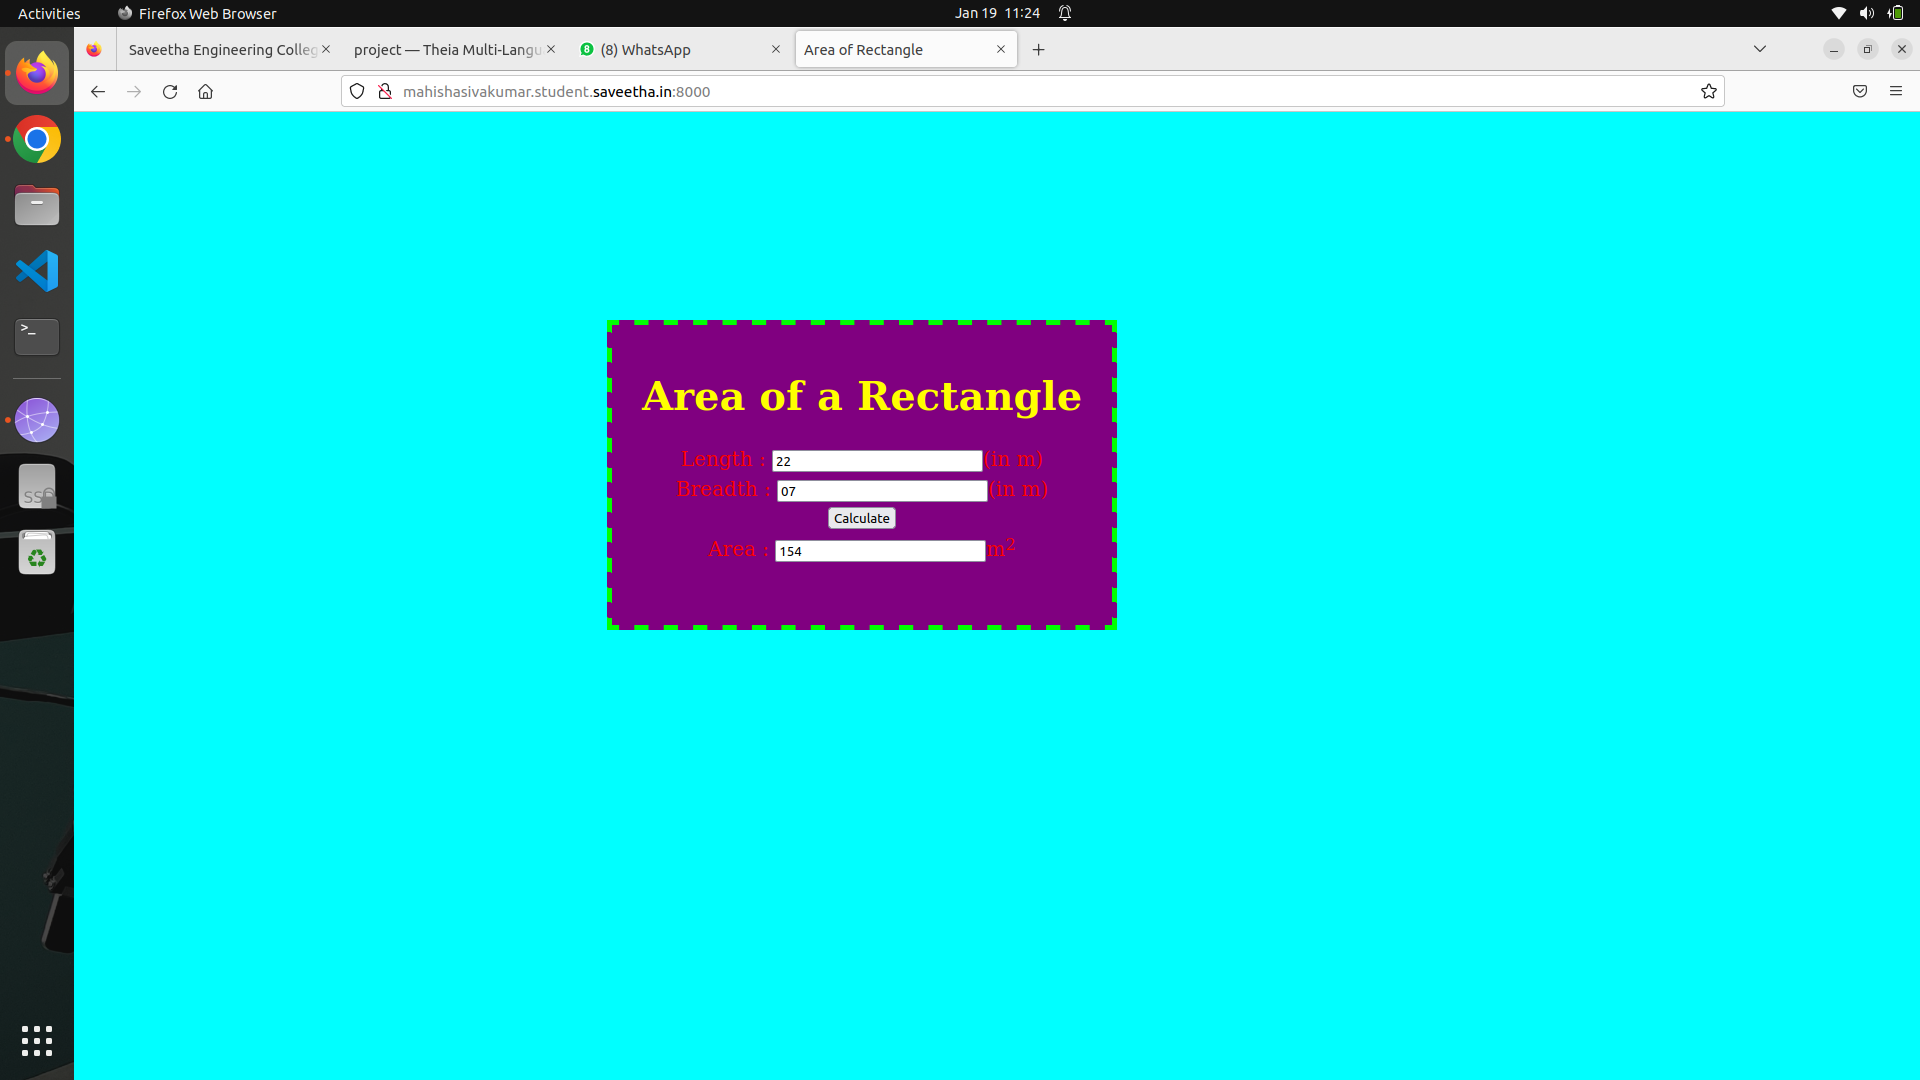 Activities
Firefox Web Browser
Jan 19 11:24
Saveetha Engineering Colleg
project — Theia Multi-Langu
8
(8) WhatsApp
Area of Rectangle
mahishasivakumar.student.saveetha.in:8000
>_
SSD
Area of a Rectangle
Length : 22 (in m)
Breadth : 07 (in m)
Calculate
Area : 154 m²